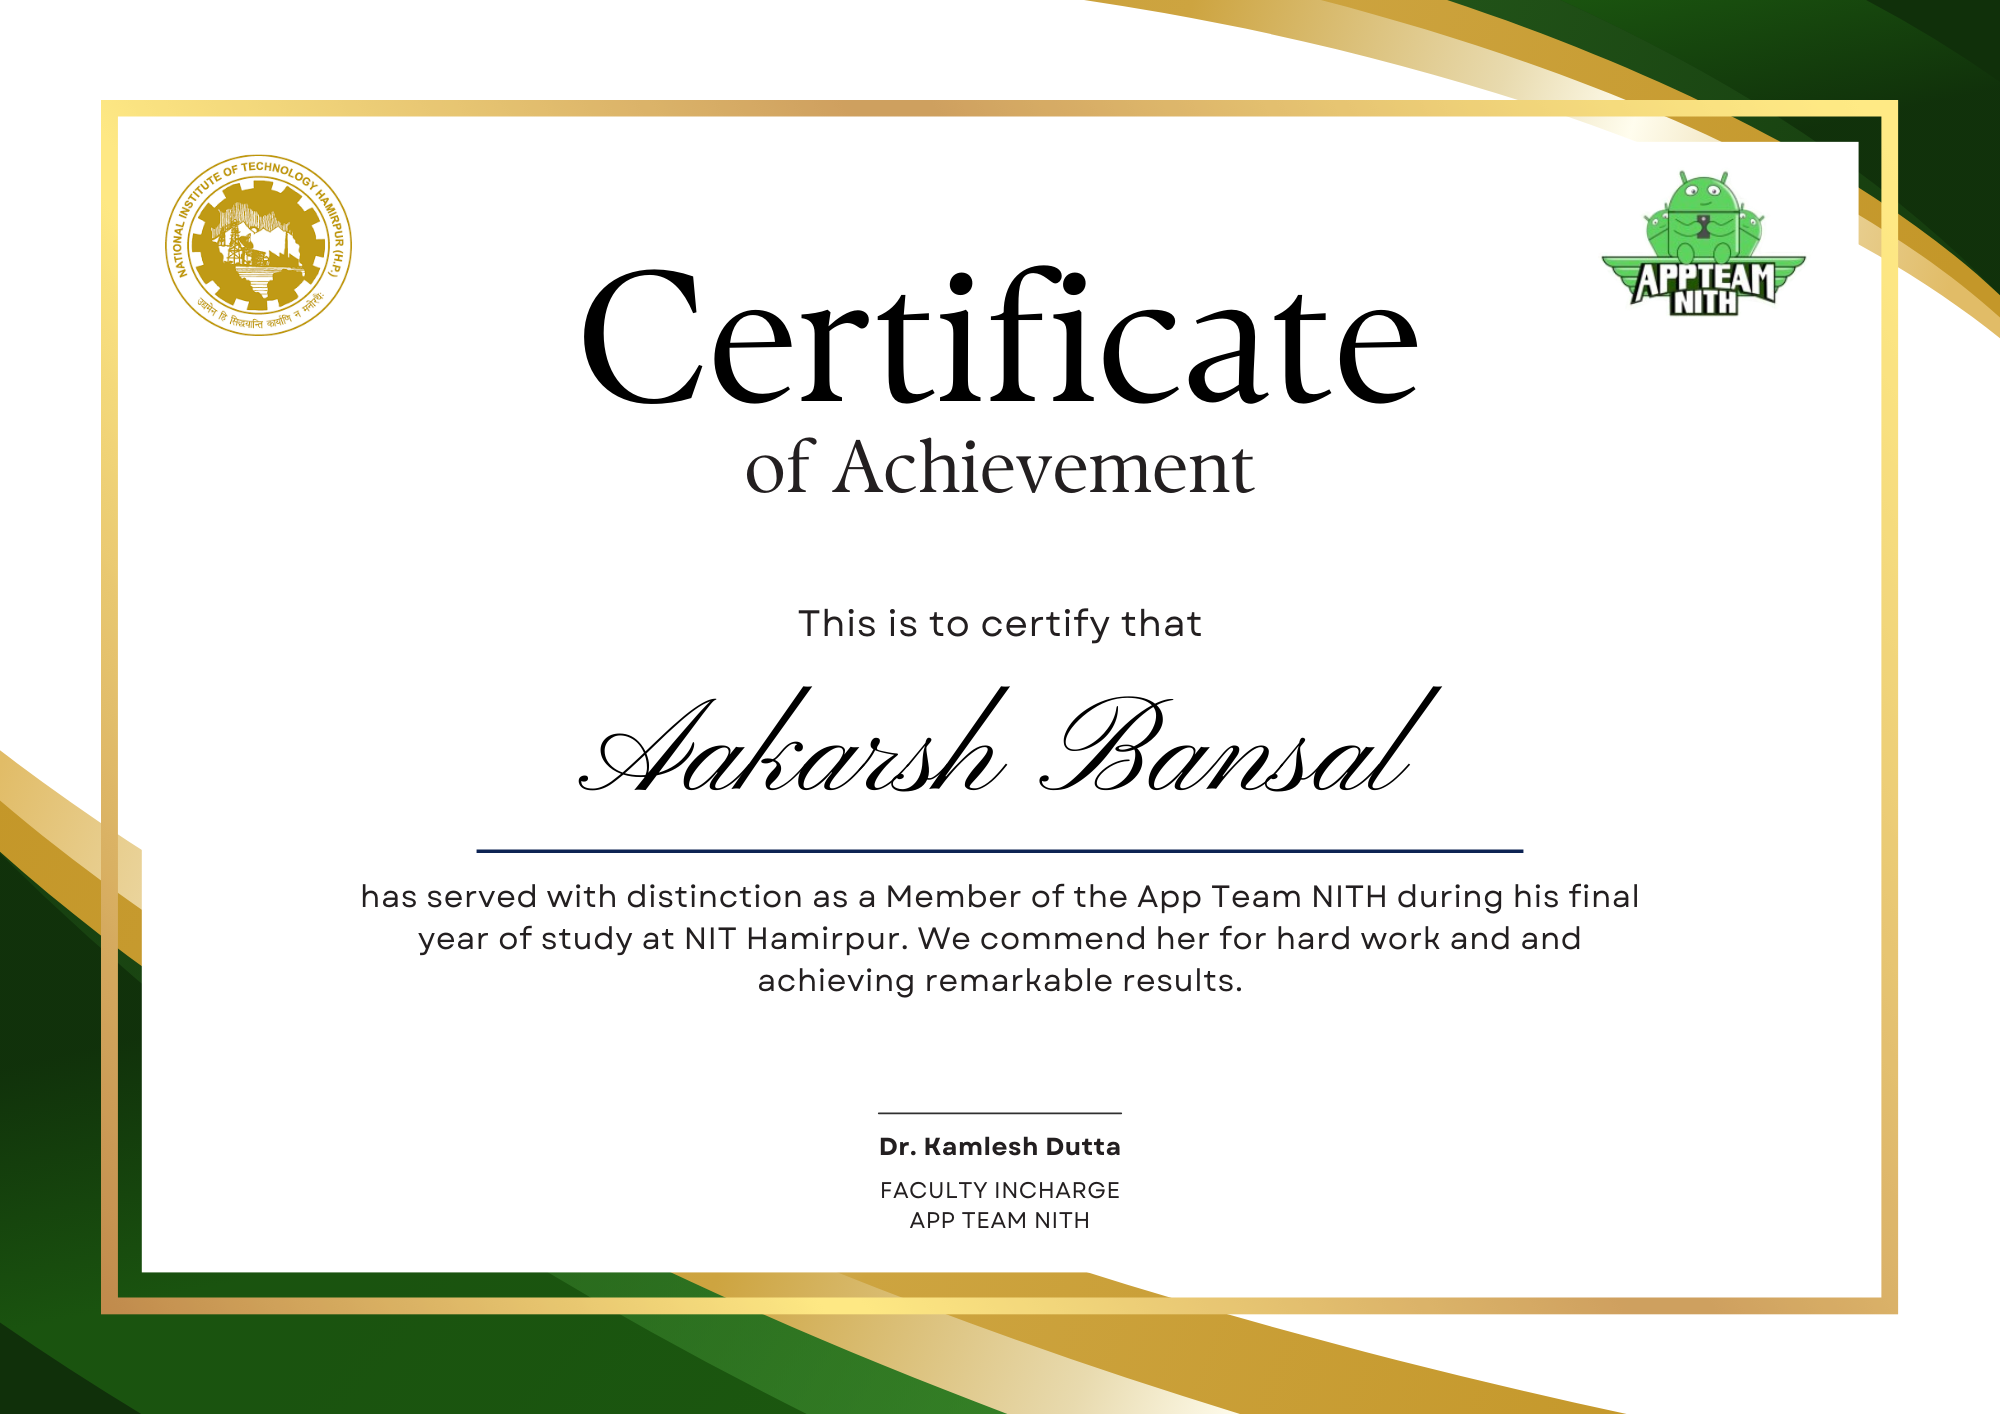 NATIONAL INSTITUTE OF TECHNOLOGY HAMIRPUR (H.P.)
उद्यमेन हि सिद्ध्यन्ति कार्याणि न मनोरथैः
APPTEAM
NITH
Certificate
of Achievement
This is to certify that
Aakarsh Bansal
has served with distinction as a Member of the App Team NITH during his final
year of study at NIT Hamirpur. We commend her for hard work and and
achieving remarkable results.
Dr. Kamlesh Dutta
FACULTY INCHARGE
APP TEAM NITH